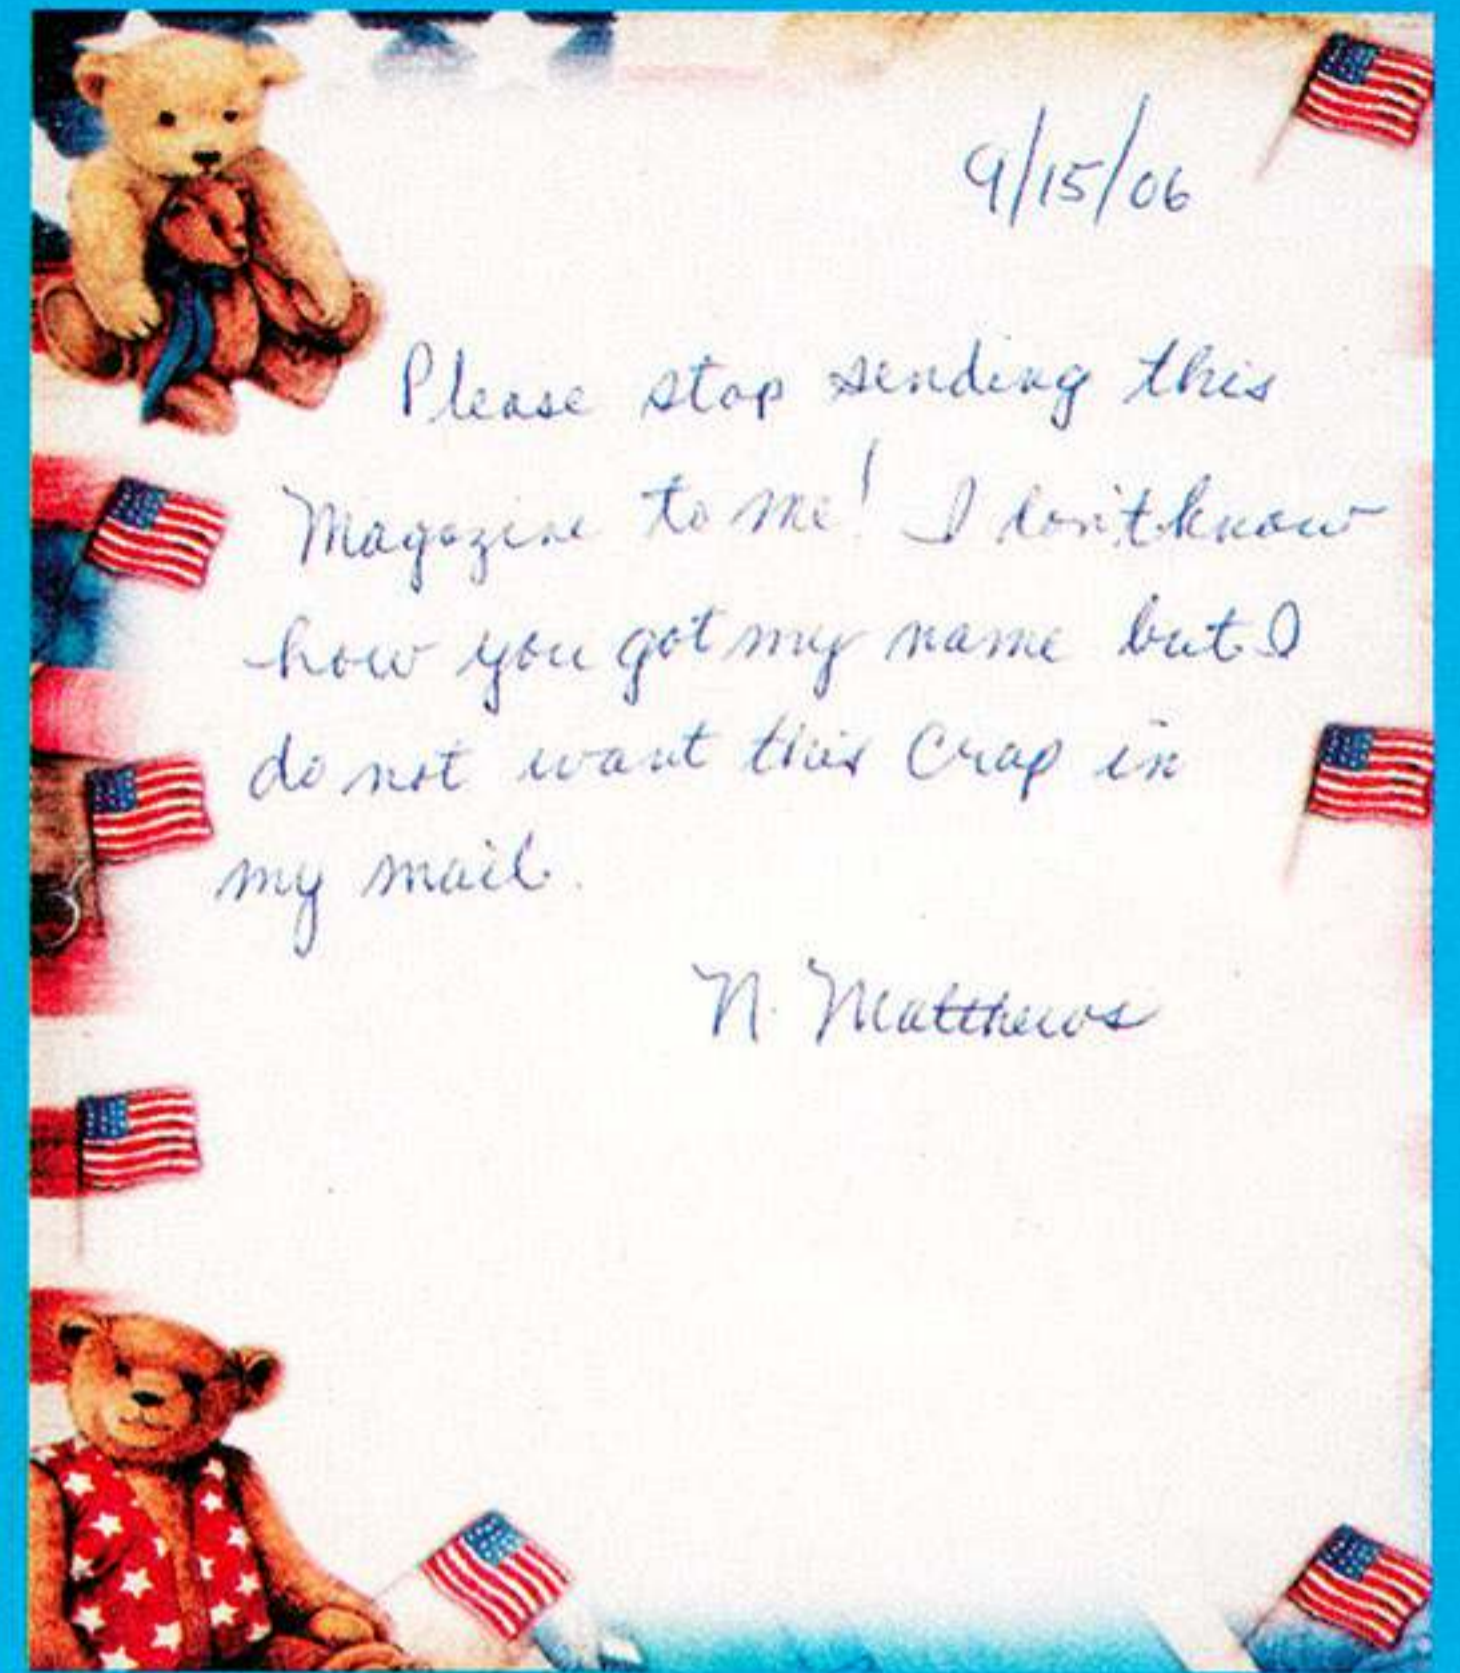 9/15/06
Please stop sending this
Magazine to me! I don't know
how you got my name but I
do not want this Crap in
my mail.
N. Matthews